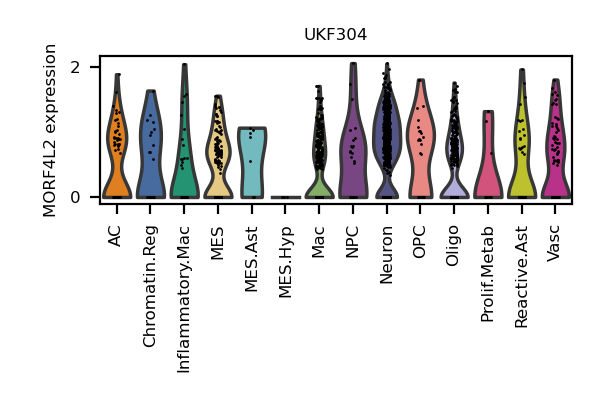 UKF304
MORF4L2 expression
2
0
AC
Chromatin.Reg
Inflammatory.Mac
MES
MES.Ast
MES.Hyp
Mac
NPC
Neuron
OPC
Oligo
Prolif.Metab
Reactive.Ast
Vasc